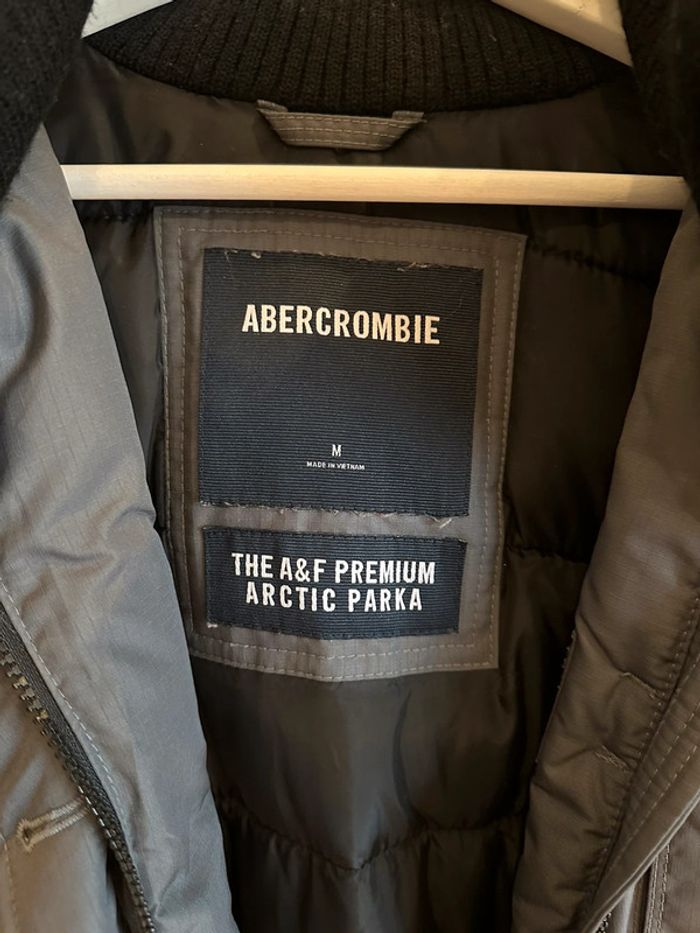 ABERCROMBIE
M
MADE IN VIETNAM
THE A&F PREMIUM
ARCTIC PARKA